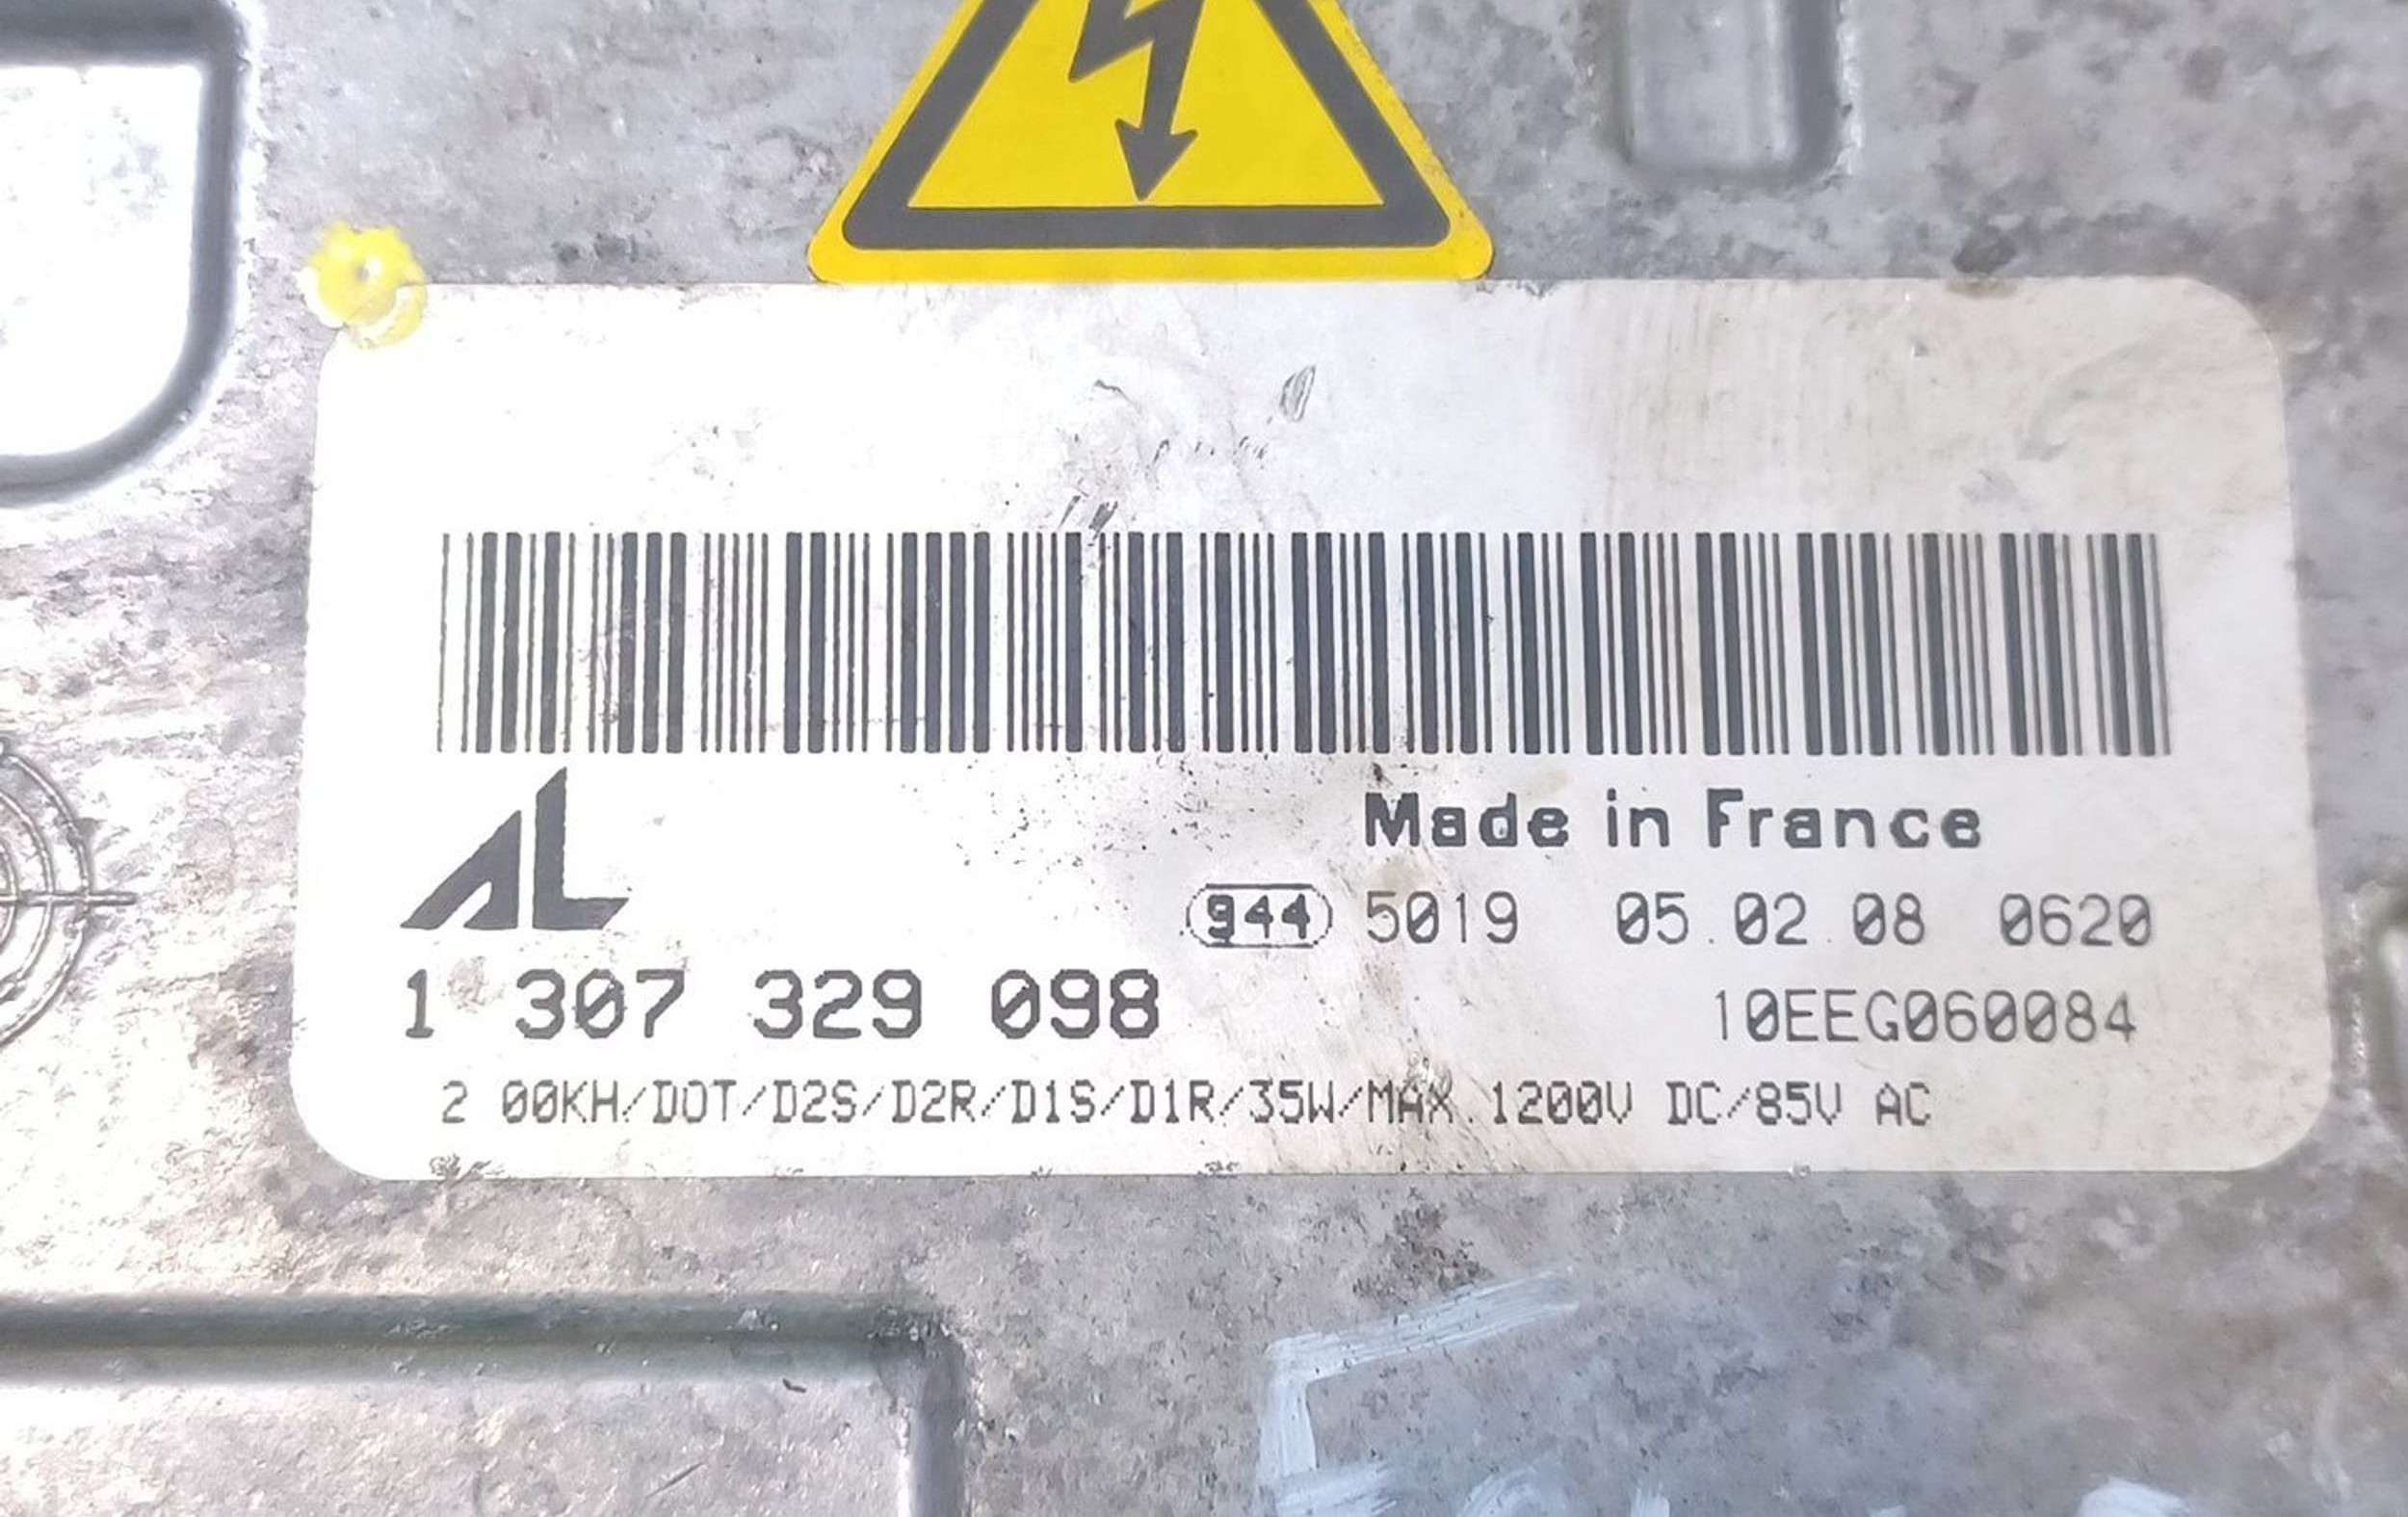 AL
Made in France
944 5019 05.02.08 0620
1 307 329 098
10EEG060084
2 00KH/DOT/D2S/D2R/D1S/D1R/35W/MAX.1200V DC/85V AC